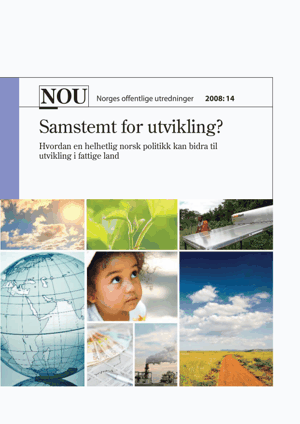 NOU Norges offentlige utredninger 2008: 14
Samstemt for utvikling?
Hvordan en helhetlig norsk politikk kan bidra til
utvikling i fattige land